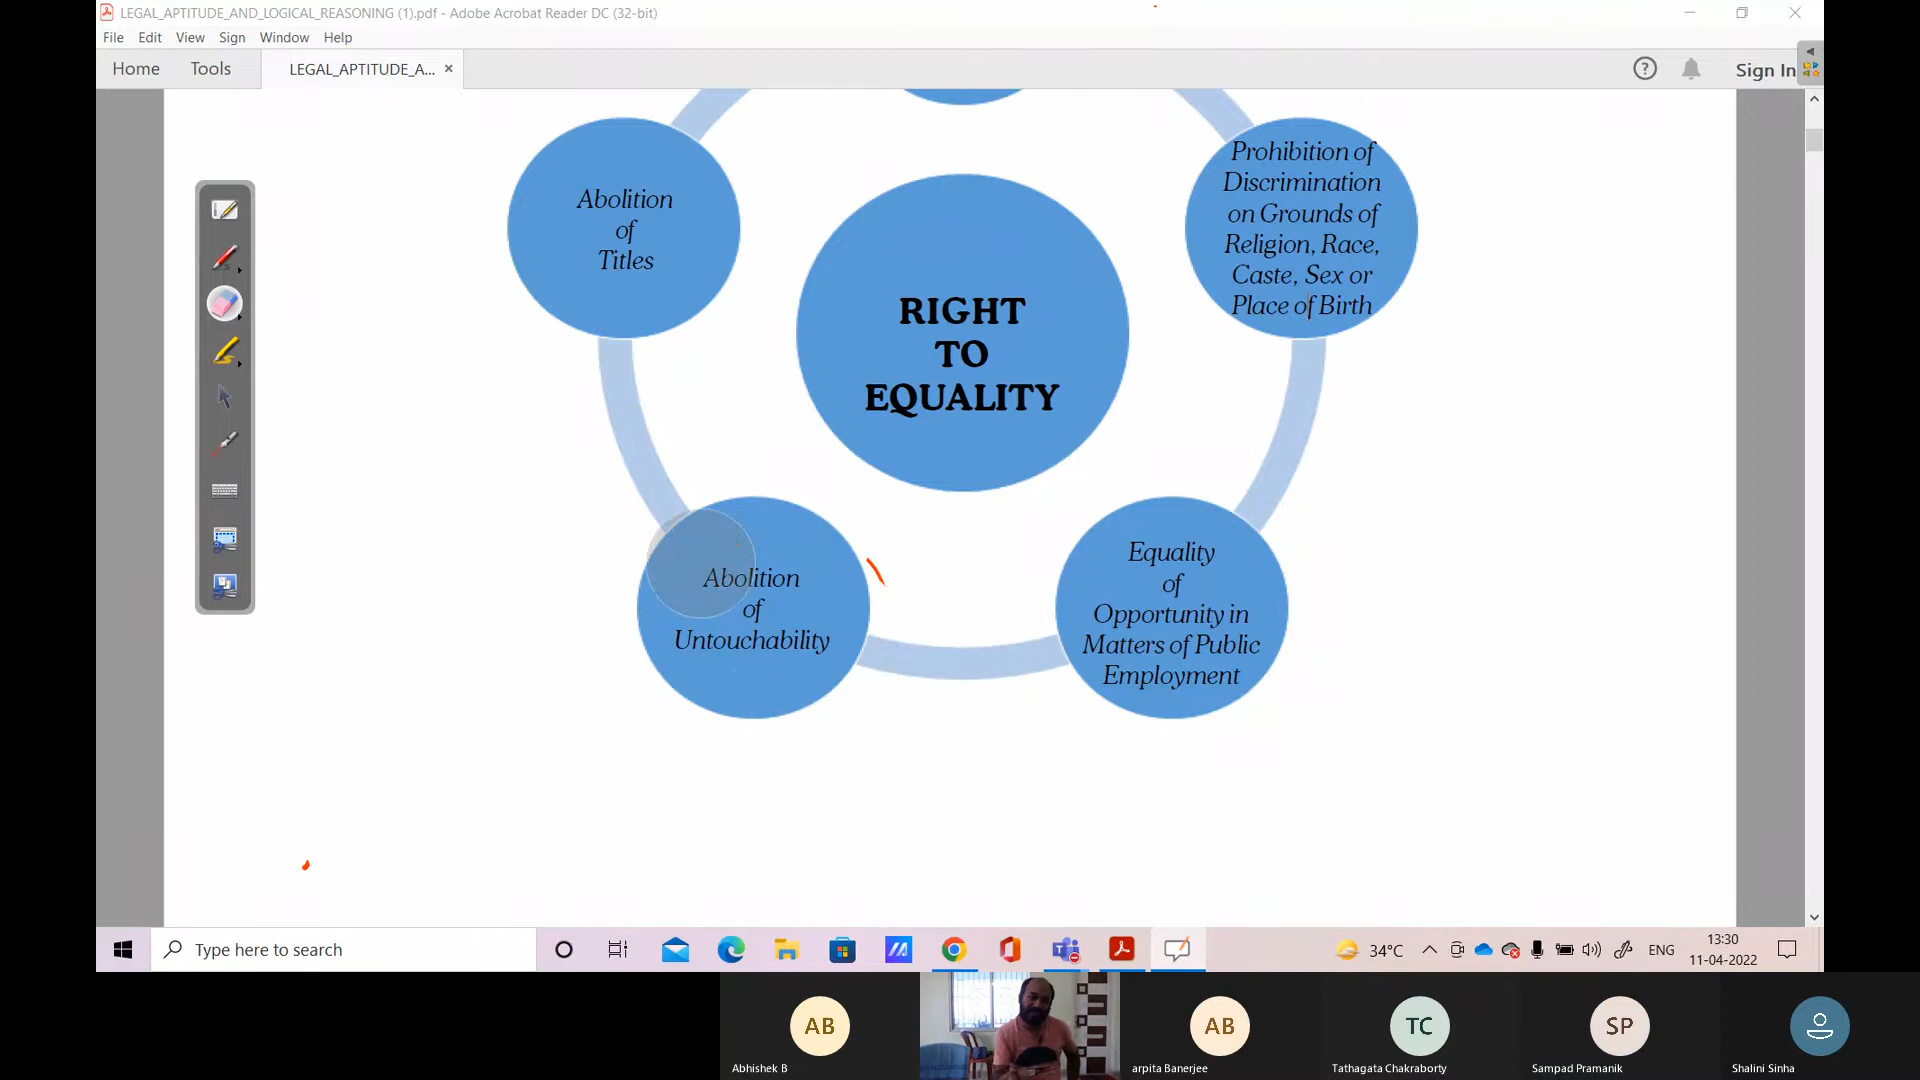 LEGAL_APTITUDE_AND_LOGICAL_REASONING (1).pdf - Adobe Acrobat Reader DC (32-bit)
File Edit View Sign Window Help
Home Tools LEGAL_APTITUDE_A... × Sign In
Abolition
of
Titles
Prohibition of
Discrimination
on Grounds of
Religion, Race,
Caste, Sex or
Place of Birth
RIGHT
TO
EQUALITY
Abolition
of
Untouchability
Equality
of
Opportunity in
Matters of Public
Employment
Type here to search
34°C
ENG
13:30
11-04-2022
AB
Abhishek B
AB
arpita Banerjee
TC
Tathagata Chakraborty
SP
Sampad Pramanik
Shalini Sinha